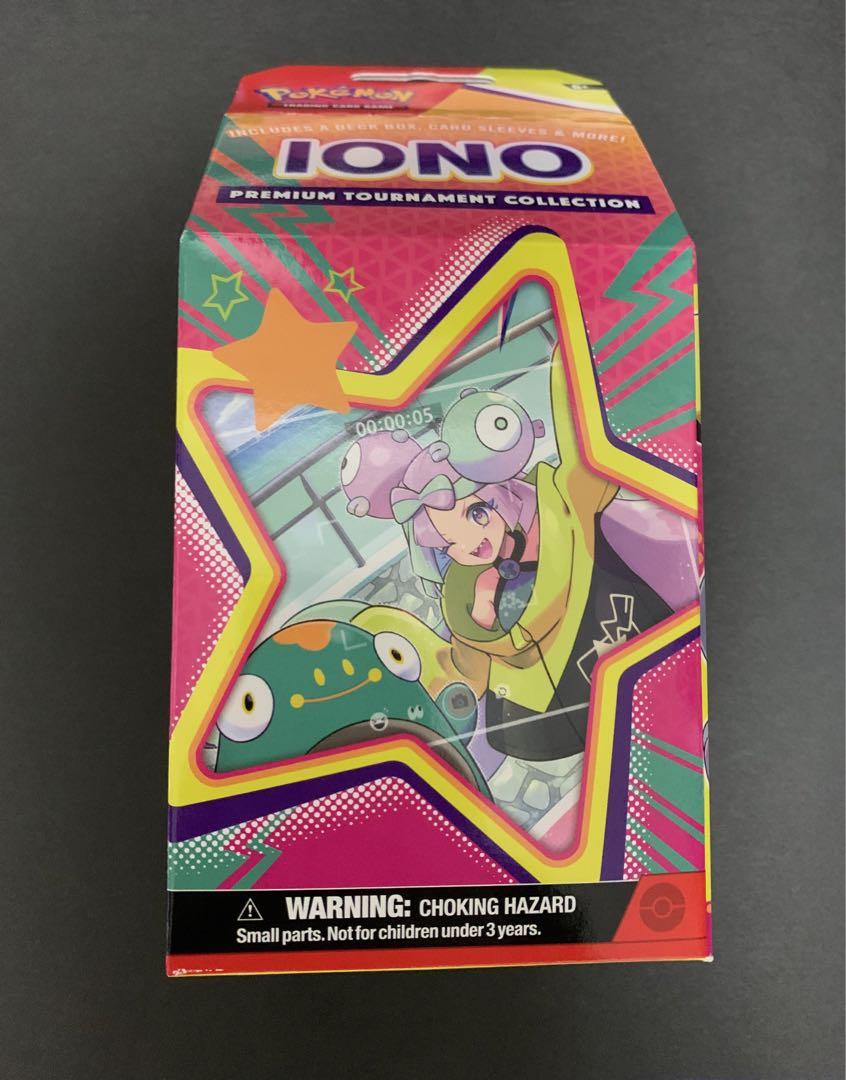 POKéMON
TRADING CARD GAME
6+
INCLUDES A DECK BOX, CARD SLEEVES & MORE!
IONO
PREMIUM TOURNAMENT COLLECTION
00:00:05
WARNING: CHOKING HAZARD
Small parts. Not for children under 3 years.